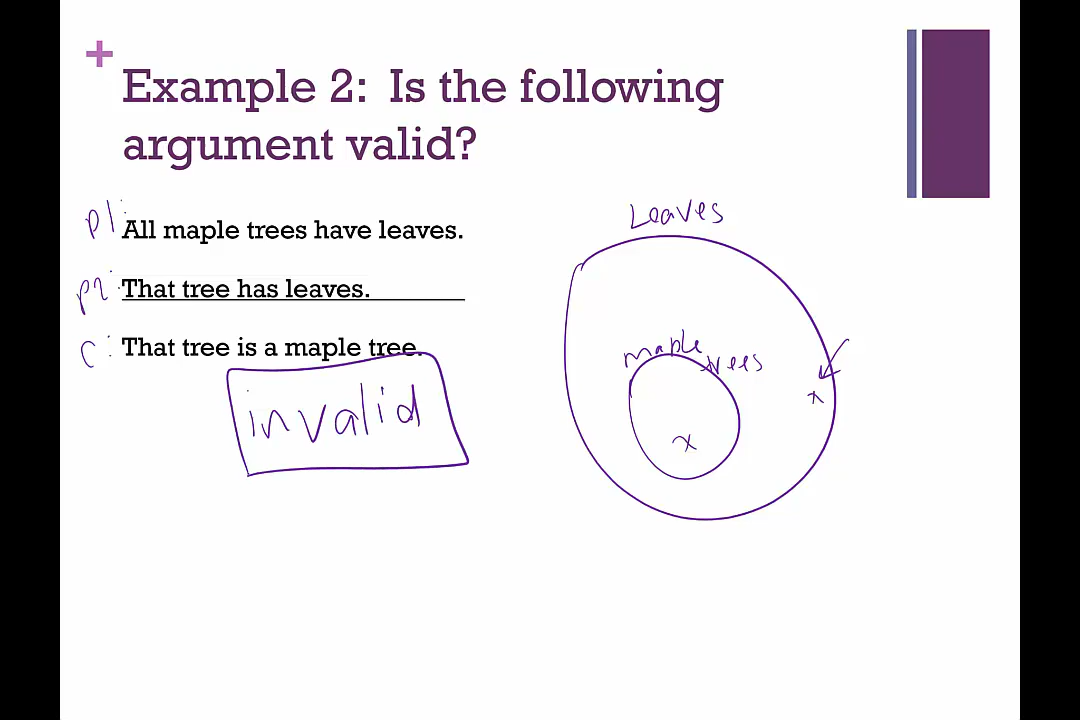 +
Example 2: Is the following
argument valid?
p1: All maple trees have leaves.
p2: That tree has leaves.
C: That tree is a maple tree.
invalid
Leaves
maple
trees
x
x